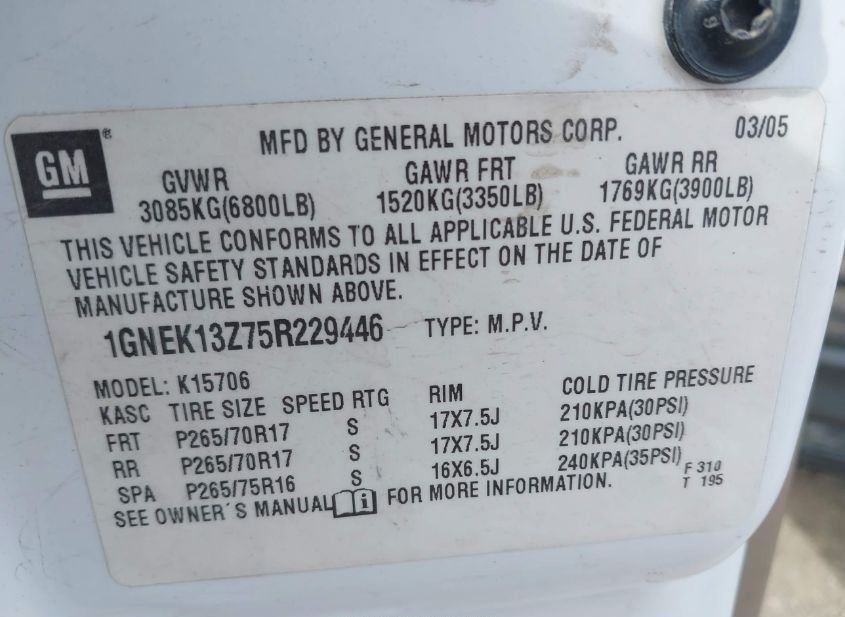 GM® MFD BY GENERAL MOTORS CORP. 03/05
GVWR GAWR FRT GAWR RR
3085KG(6800LB) 1520KG(3350LB) 1769KG(3900LB)
THIS VEHICLE CONFORMS TO ALL APPLICABLE U.S. FEDERAL MOTOR
VEHICLE SAFETY STANDARDS IN EFFECT ON THE DATE OF
MANUFACTURE SHOWN ABOVE.
1GNEK13Z75R229446 TYPE: M.P.V.
MODEL: K15706
KASC TIRE SIZE SPEED RTG RIM COLD TIRE PRESSURE
FRT P265/70R17 S 17X7.5J 210KPA(30PSI)
RR P265/70R17 S 17X7.5J 210KPA(30PSI)
SPA P265/75R16 S 16X6.5J 240KPA(35PSI) F 310
T 195
SEE OWNER´S MANUAL i FOR MORE INFORMATION.